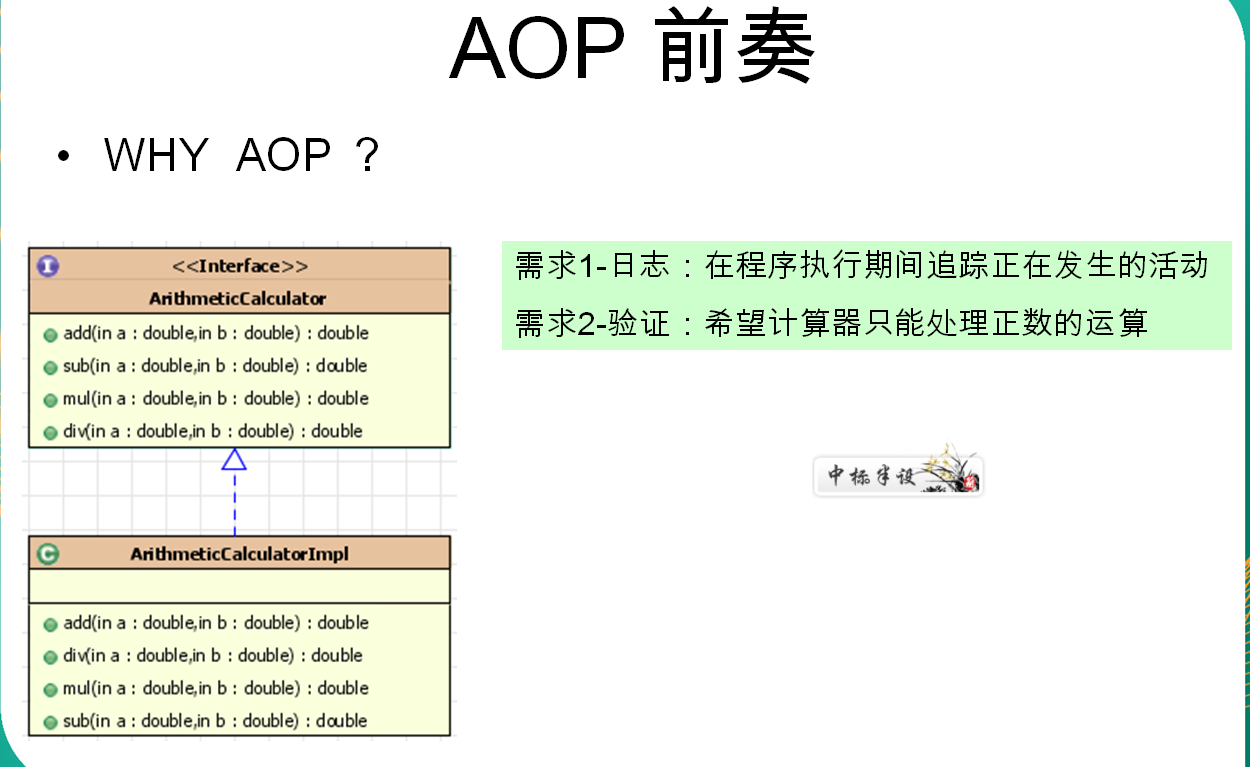 AOP 前奏
• WHY AOP ?
<<Interface>>
ArithmeticCalculator
add(in a : double,in b : double) : double
sub(in a : double,in b : double) : double
mul(in a : double,in b : double) : double
div(in a : double,in b : double) : double
C
ArithmeticCalculatorImpl
add(in a : double,in b : double) : double
div(in a : double,in b : double) : double
mul(in a : double,in b : double) : double
sub(in a : double,in b : double) : double
需求1-日志：在程序执行期间追踪正在发生的活动
需求2-验证：希望计算器只能处理正数的运算
中标半设